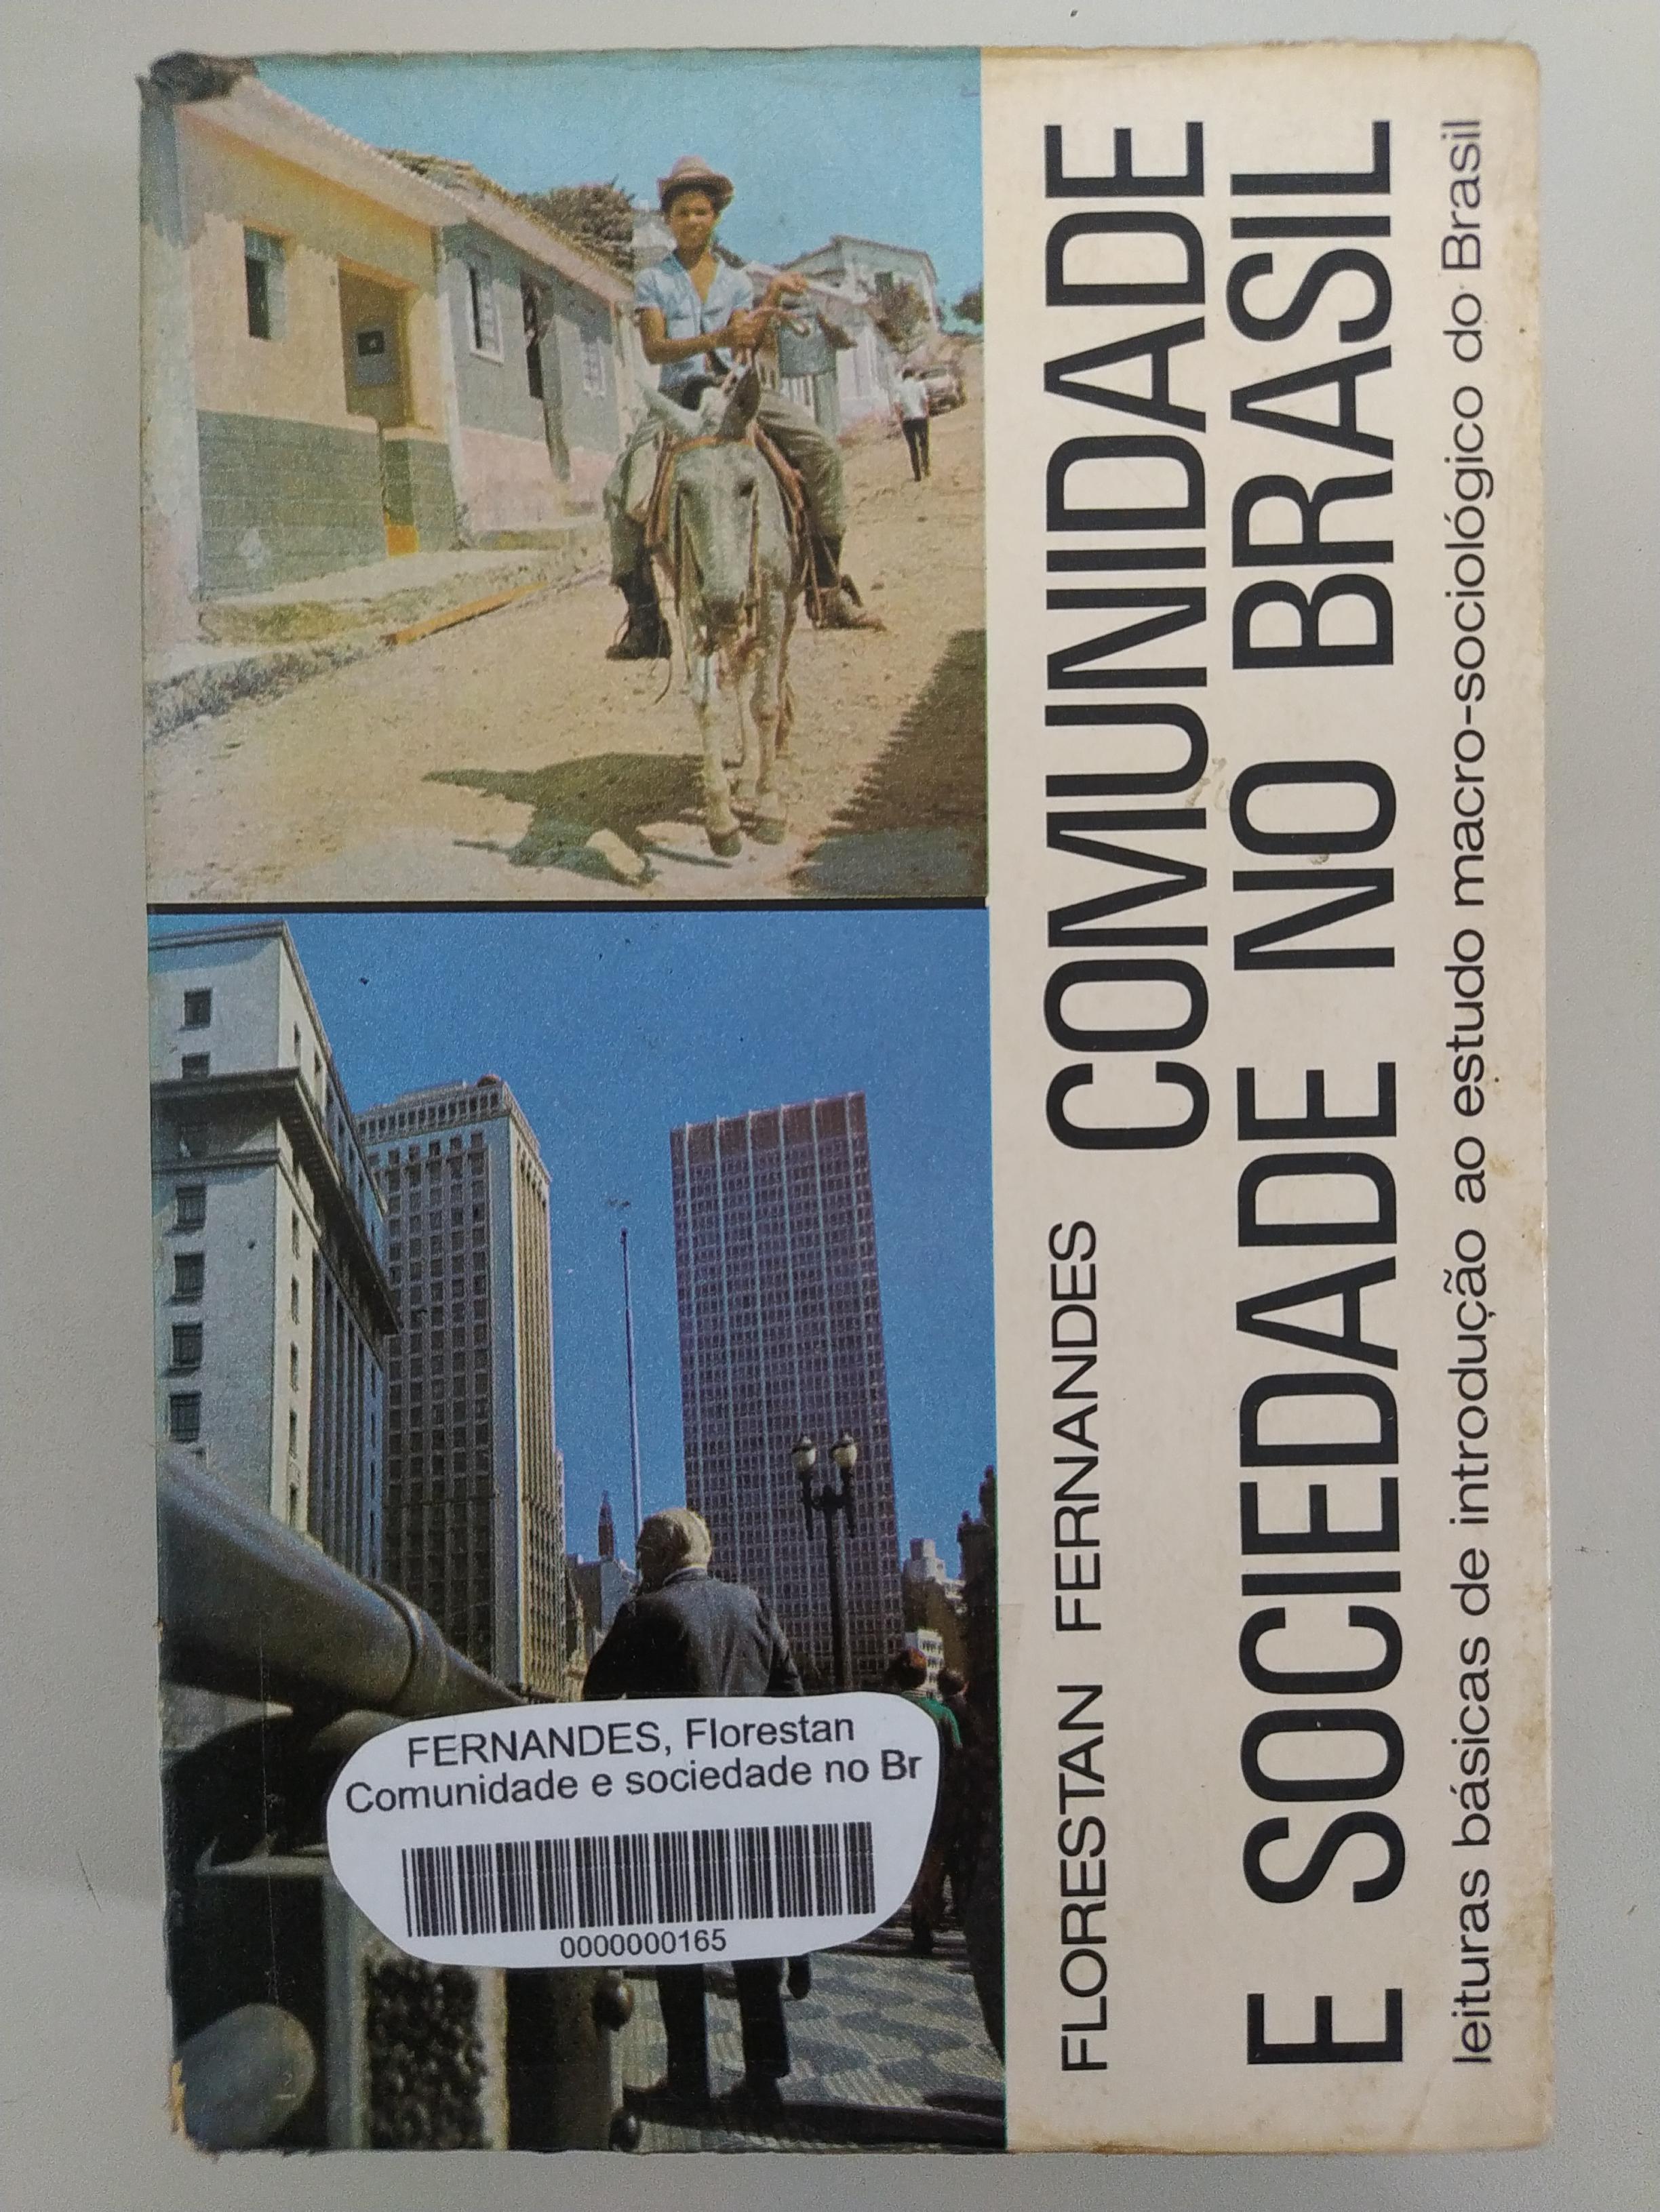 FLORESTAN FERNANDES COMUNIDADE
E SOCIEDADE NO BRASIL
leituras básicas de introdução ao estudo macro-sociológico do Brasil
FERNANDES, Florestan
Comunidade e sociedade no Br
0000000165